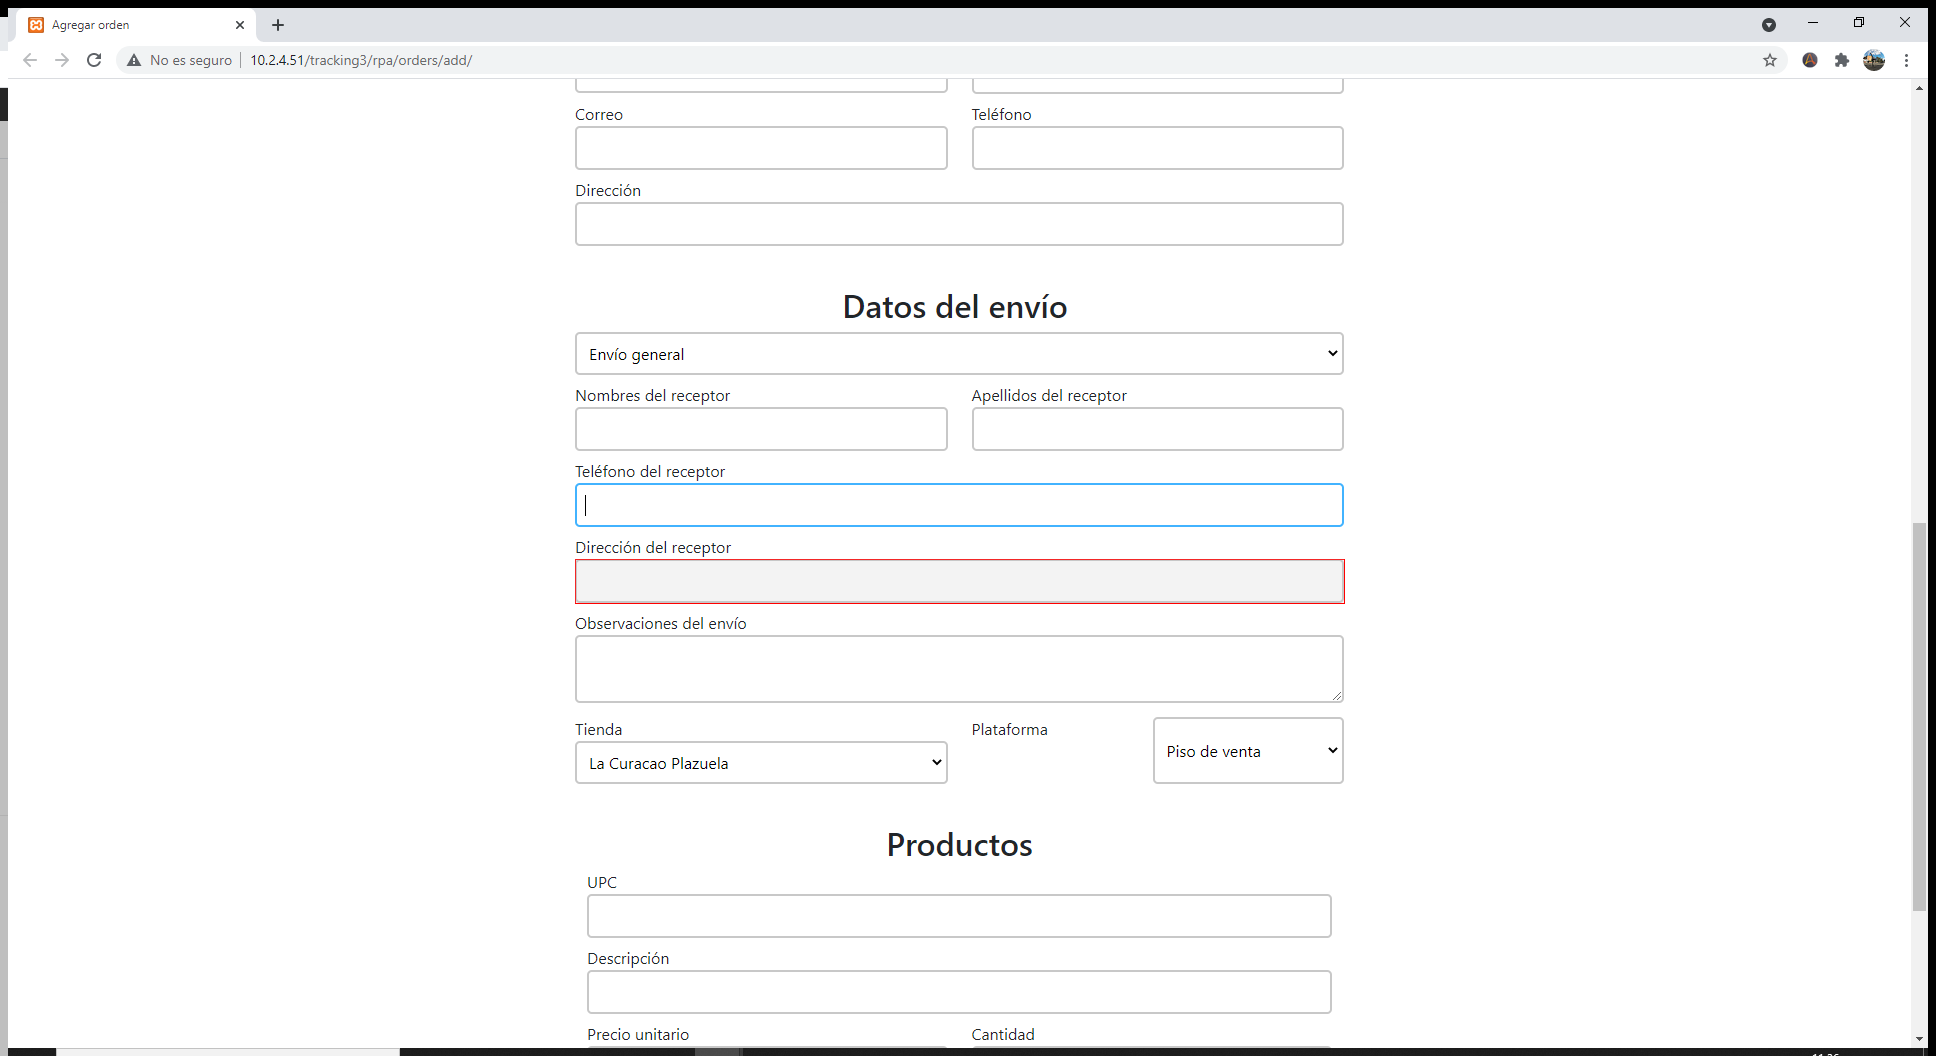 Agregar orden
No es seguro
10.2.4.51/tracking3/rpa/orders/add/
Correo
Teléfono
Dirección
Datos del envío
Envío general
Nombres del receptor
Apellidos del receptor
Teléfono del receptor
Dirección del receptor
Observaciones del envío
Tienda
Plataforma
Piso de venta
La Curacao Plazuela
Productos
UPC
Descripción
Precio unitario
Cantidad